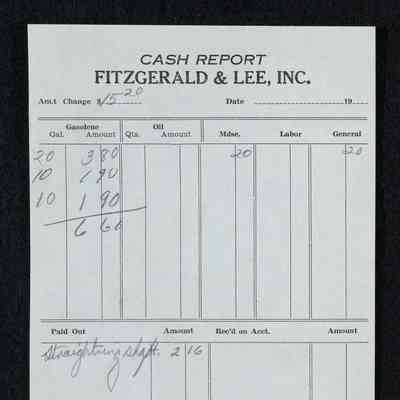 CASH REPORT
FITZGERALD & LEE, INC.
Am.t Change $15 20 Date 19
Gasolene Oil
Gal. Amount Qts. Amount Mdse. Labor General
20 3 80 20 20
10 1 90
10 1 90
6 60
Paid Out Amount Rec'd on Acct. Amount
Straightning shaft. 2 16